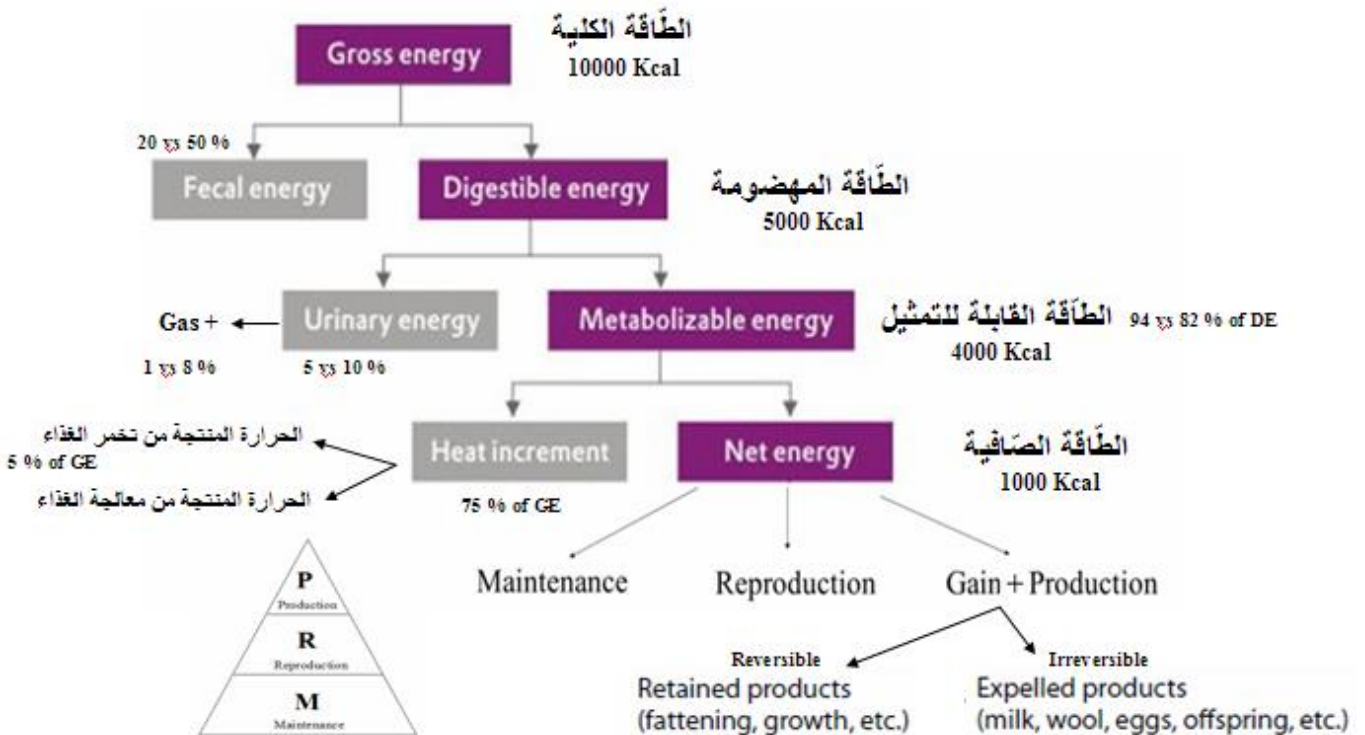 الطّاقة الكلية
Gross energy
10000 Kcal
20 vs 50 %
Fecal energy
Digestible energy
الطّاقة المهضومة
5000 Kcal
Gas +
Urinary energy
Metabolizable energy
الطّاقة القابلة للتمثيل
94 vs 82 % of DE
4000 Kcal
1 vs 8 %
5 vs 10 %
الحرارة المنتجة من تخمر الغذاء
5 % of GE
الحرارة المنتجة من معالجة الغذاء
Heat increment
Net energy
الطّاقة الصّافية
1000 Kcal
75 % of GE
Maintenance
Reproduction
Gain + Production
P
Production
R
Reproduction
M
Maintenance
Reversible
Irreversible
Retained products
(fattening, growth, etc.)
Expelled products
(milk, wool, eggs, offspring, etc.)